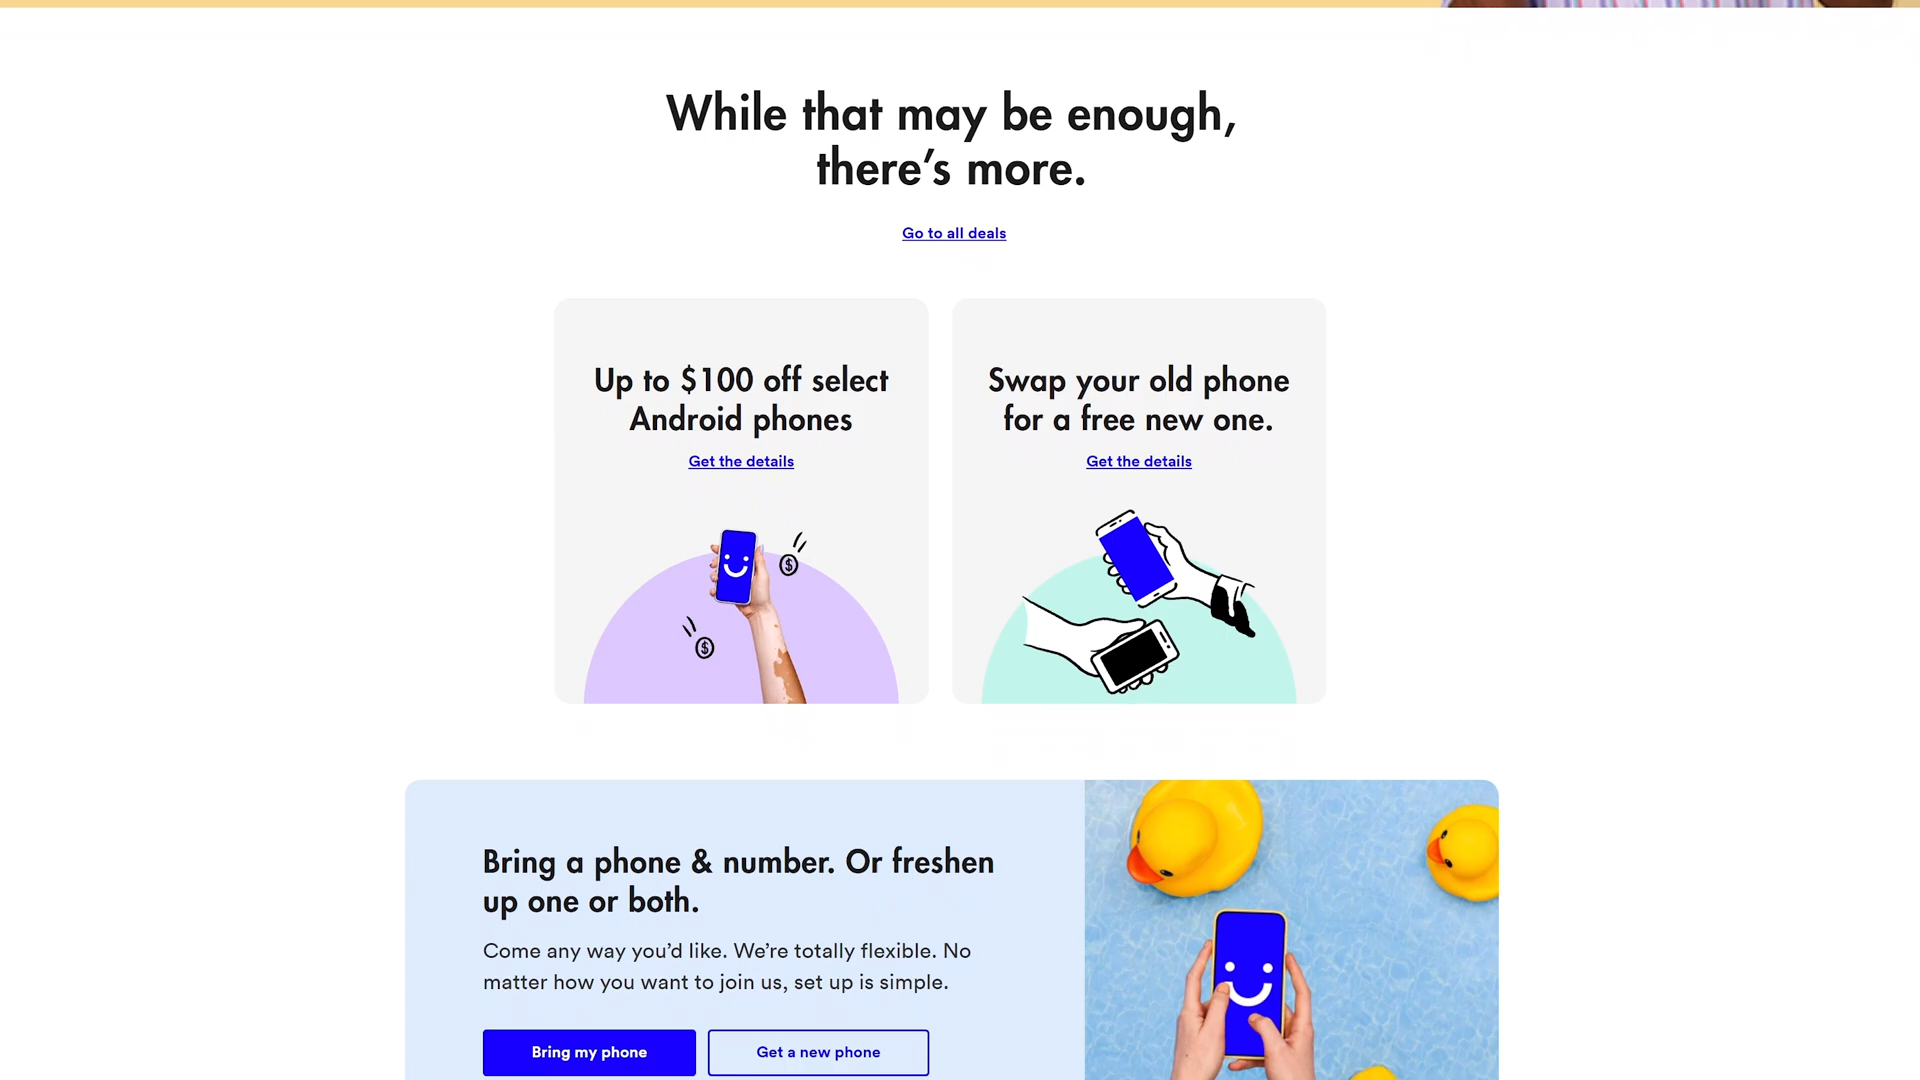 While that may be enough,
there’s more.
Go to all deals
Up to $100 off select
Android phones
Get the details
Swap your old phone
for a free new one.
Get the details
$
$
Bring a phone & number. Or freshen
up one or both.
Come any way you’d like. We’re totally flexible. No
matter how you want to join us, set up is simple.
Bring my phone
Get a new phone